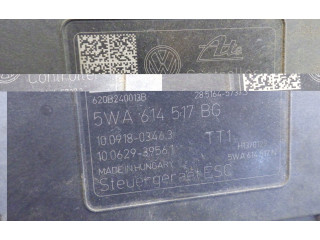 Ate
620B240013B
5WA 614 517 BG
10.0918-0346.3 TT1
10.0629-3956.1
MADE IN HUNGARY
Steuergerät ESC